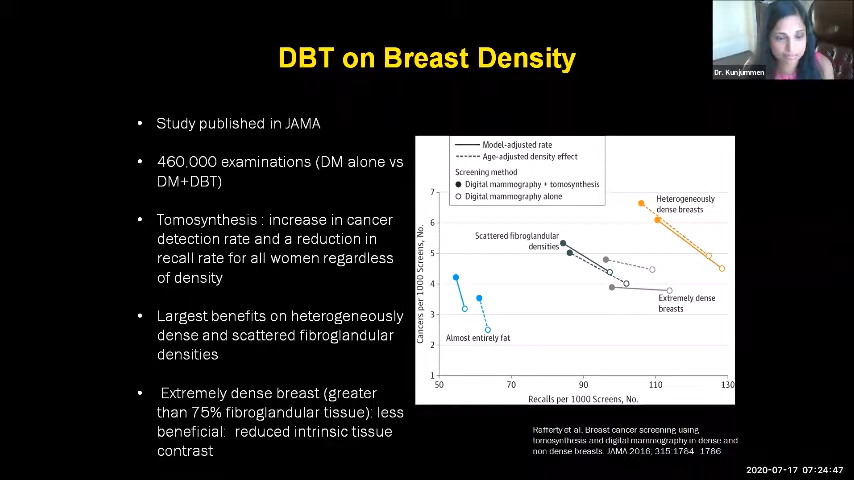 DBT on Breast Density
Dr. Kunjummen
• Study published in JAMA
• 460,000 examinations (DM alone vs
DM+DBT)
• Tomosynthesis : increase in cancer
detection rate and a reduction in
recall rate for all women regardless
of density
• Largest benefits on heterogeneously
dense and scattered fibroglandular
densities
• Extremely dense breast (greater
than 75% fibroglandular tissue): less
beneficial: reduced intrinsic tissue
contrast
Model-adjusted rate
Age-adjusted density effect
Screening method
Digital mammography + tomosynthesis
Digital mammography alone
Cancers per 1000 Screens, No.
7
6
5
4
3
2
1
Heterogeneously
dense breasts
Scattered fibroglandular
densities
Extremely dense
breasts
Almost entirely fat
50 70 90 110 130
Recalls per 1000 Screens, No.
Rafferty et al. Breast cancer screening using
tomosynthesis and digital mammography in dense and
non dense breasts. JAMA 2016; 315:1784 _ 1786
2020-07-17 07:24:47